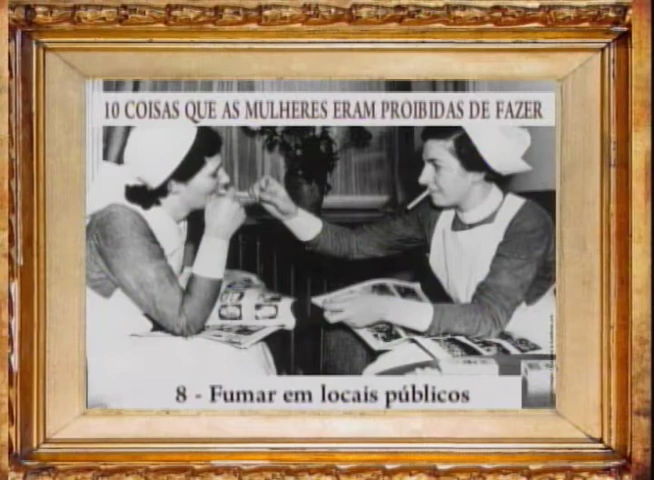 10 COISAS QUE AS MULHERES ERAM PROIBIDAS DE FAZER
8 - Fumar em locais públicos